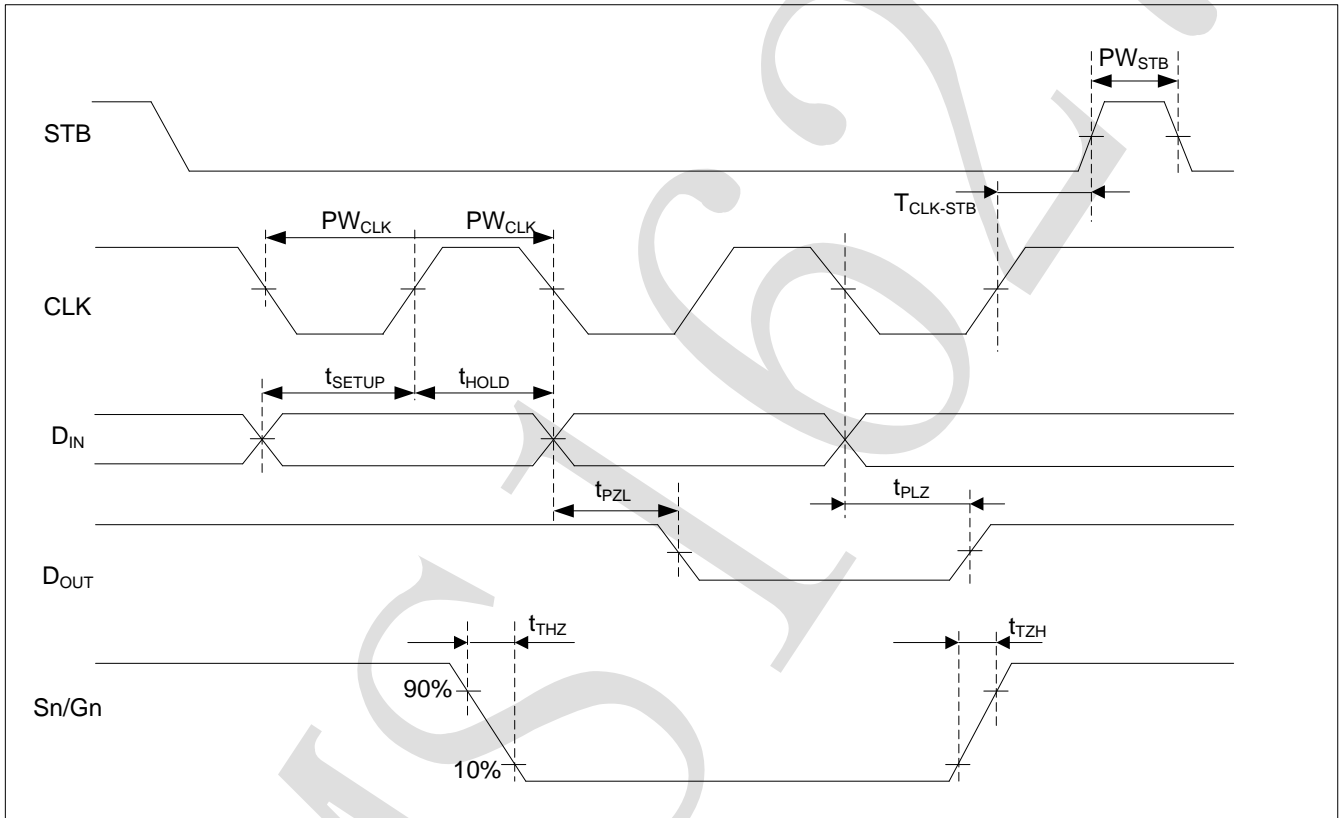 PW_STB
STB
T_CLK-STB
PW_CLK PW_CLK
CLK
t_SETUP t_HOLD
D_IN
t_PZL t_PLZ
D_OUT
t_THZ t_TZH
90%
Sn/Gn
10%